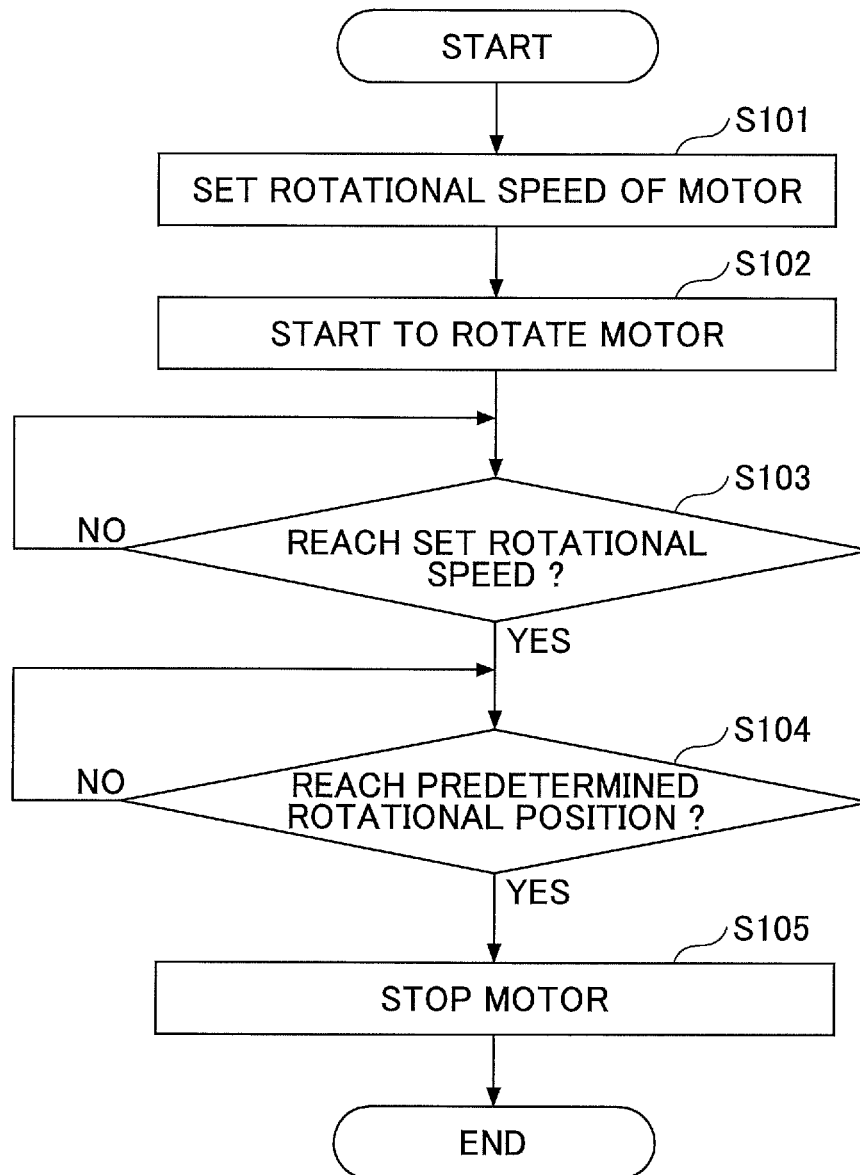 START
S101
SET ROTATIONAL SPEED OF MOTOR
S102
START TO ROTATE MOTOR
S103
NO
REACH SET ROTATIONAL
SPEED ?
YES
S104
NO
REACH PREDETERMINED
ROTATIONAL POSITION ?
YES
S105
STOP MOTOR
END